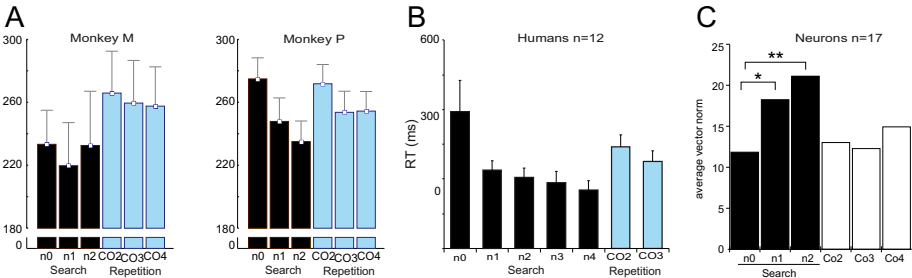 A
Monkey M
300
260
220
180
0
n0 n1 n2 CO2 CO3 CO4
Search Repetition
Monkey P
300
260
220
180
0
n0 n1 n2 CO2 CO3 CO4
Search Repetition
B
Humans n=12
RT (ms)
600
300
0
n0 n1 n2 n3 n4 CO2 CO3
Search Repetition
C
Neurons n=17
average vector norm
25
20
15
10
5
0
* **
n0 n1 n2 Co2 Co3 Co4
Search